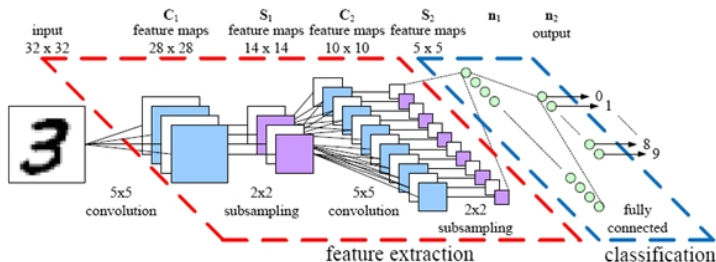 C₁ S₁ C₂ S₂ n₁ n₂
input feature maps feature maps feature maps feature maps output
32 x 32 28 x 28 14 x 14 10 x 10 5 x 5
0
1
8
9
5x5 2x2 5x5 2x2 fully
convolution subsampling convolution subsampling connected
feature extraction classification